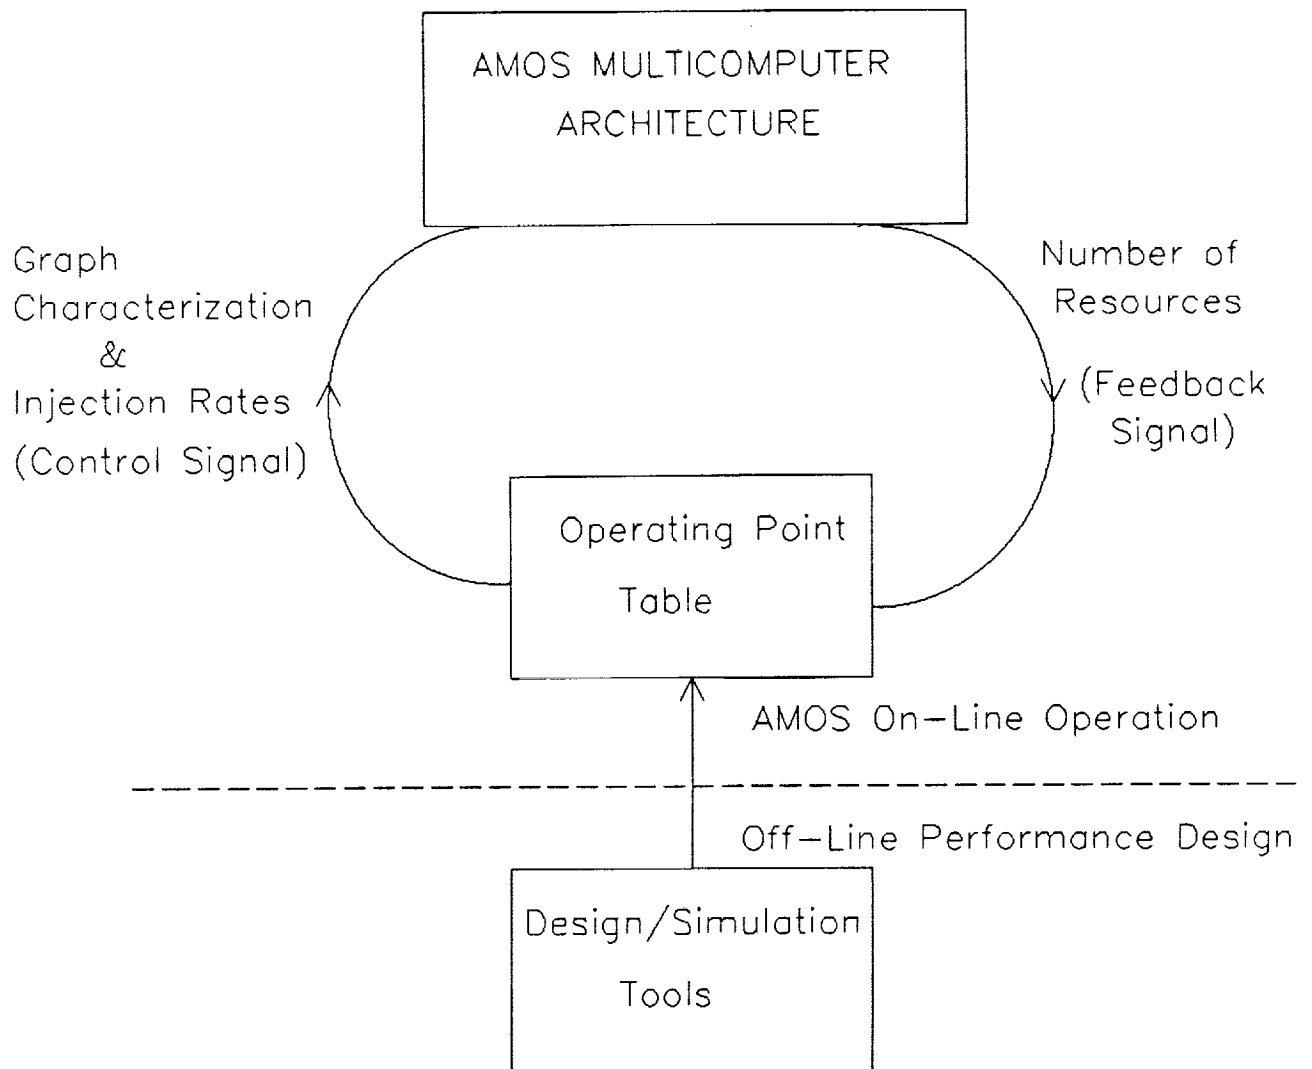 AMOS MULTICOMPUTER
ARCHITECTURE
Graph
Characterization
&
Injection Rates
(Control Signal)
Number of
Resources
(Feedback
Signal)
Operating Point
Table
AMOS On-Line Operation
Off-Line Performance Design
Design/Simulation
Tools